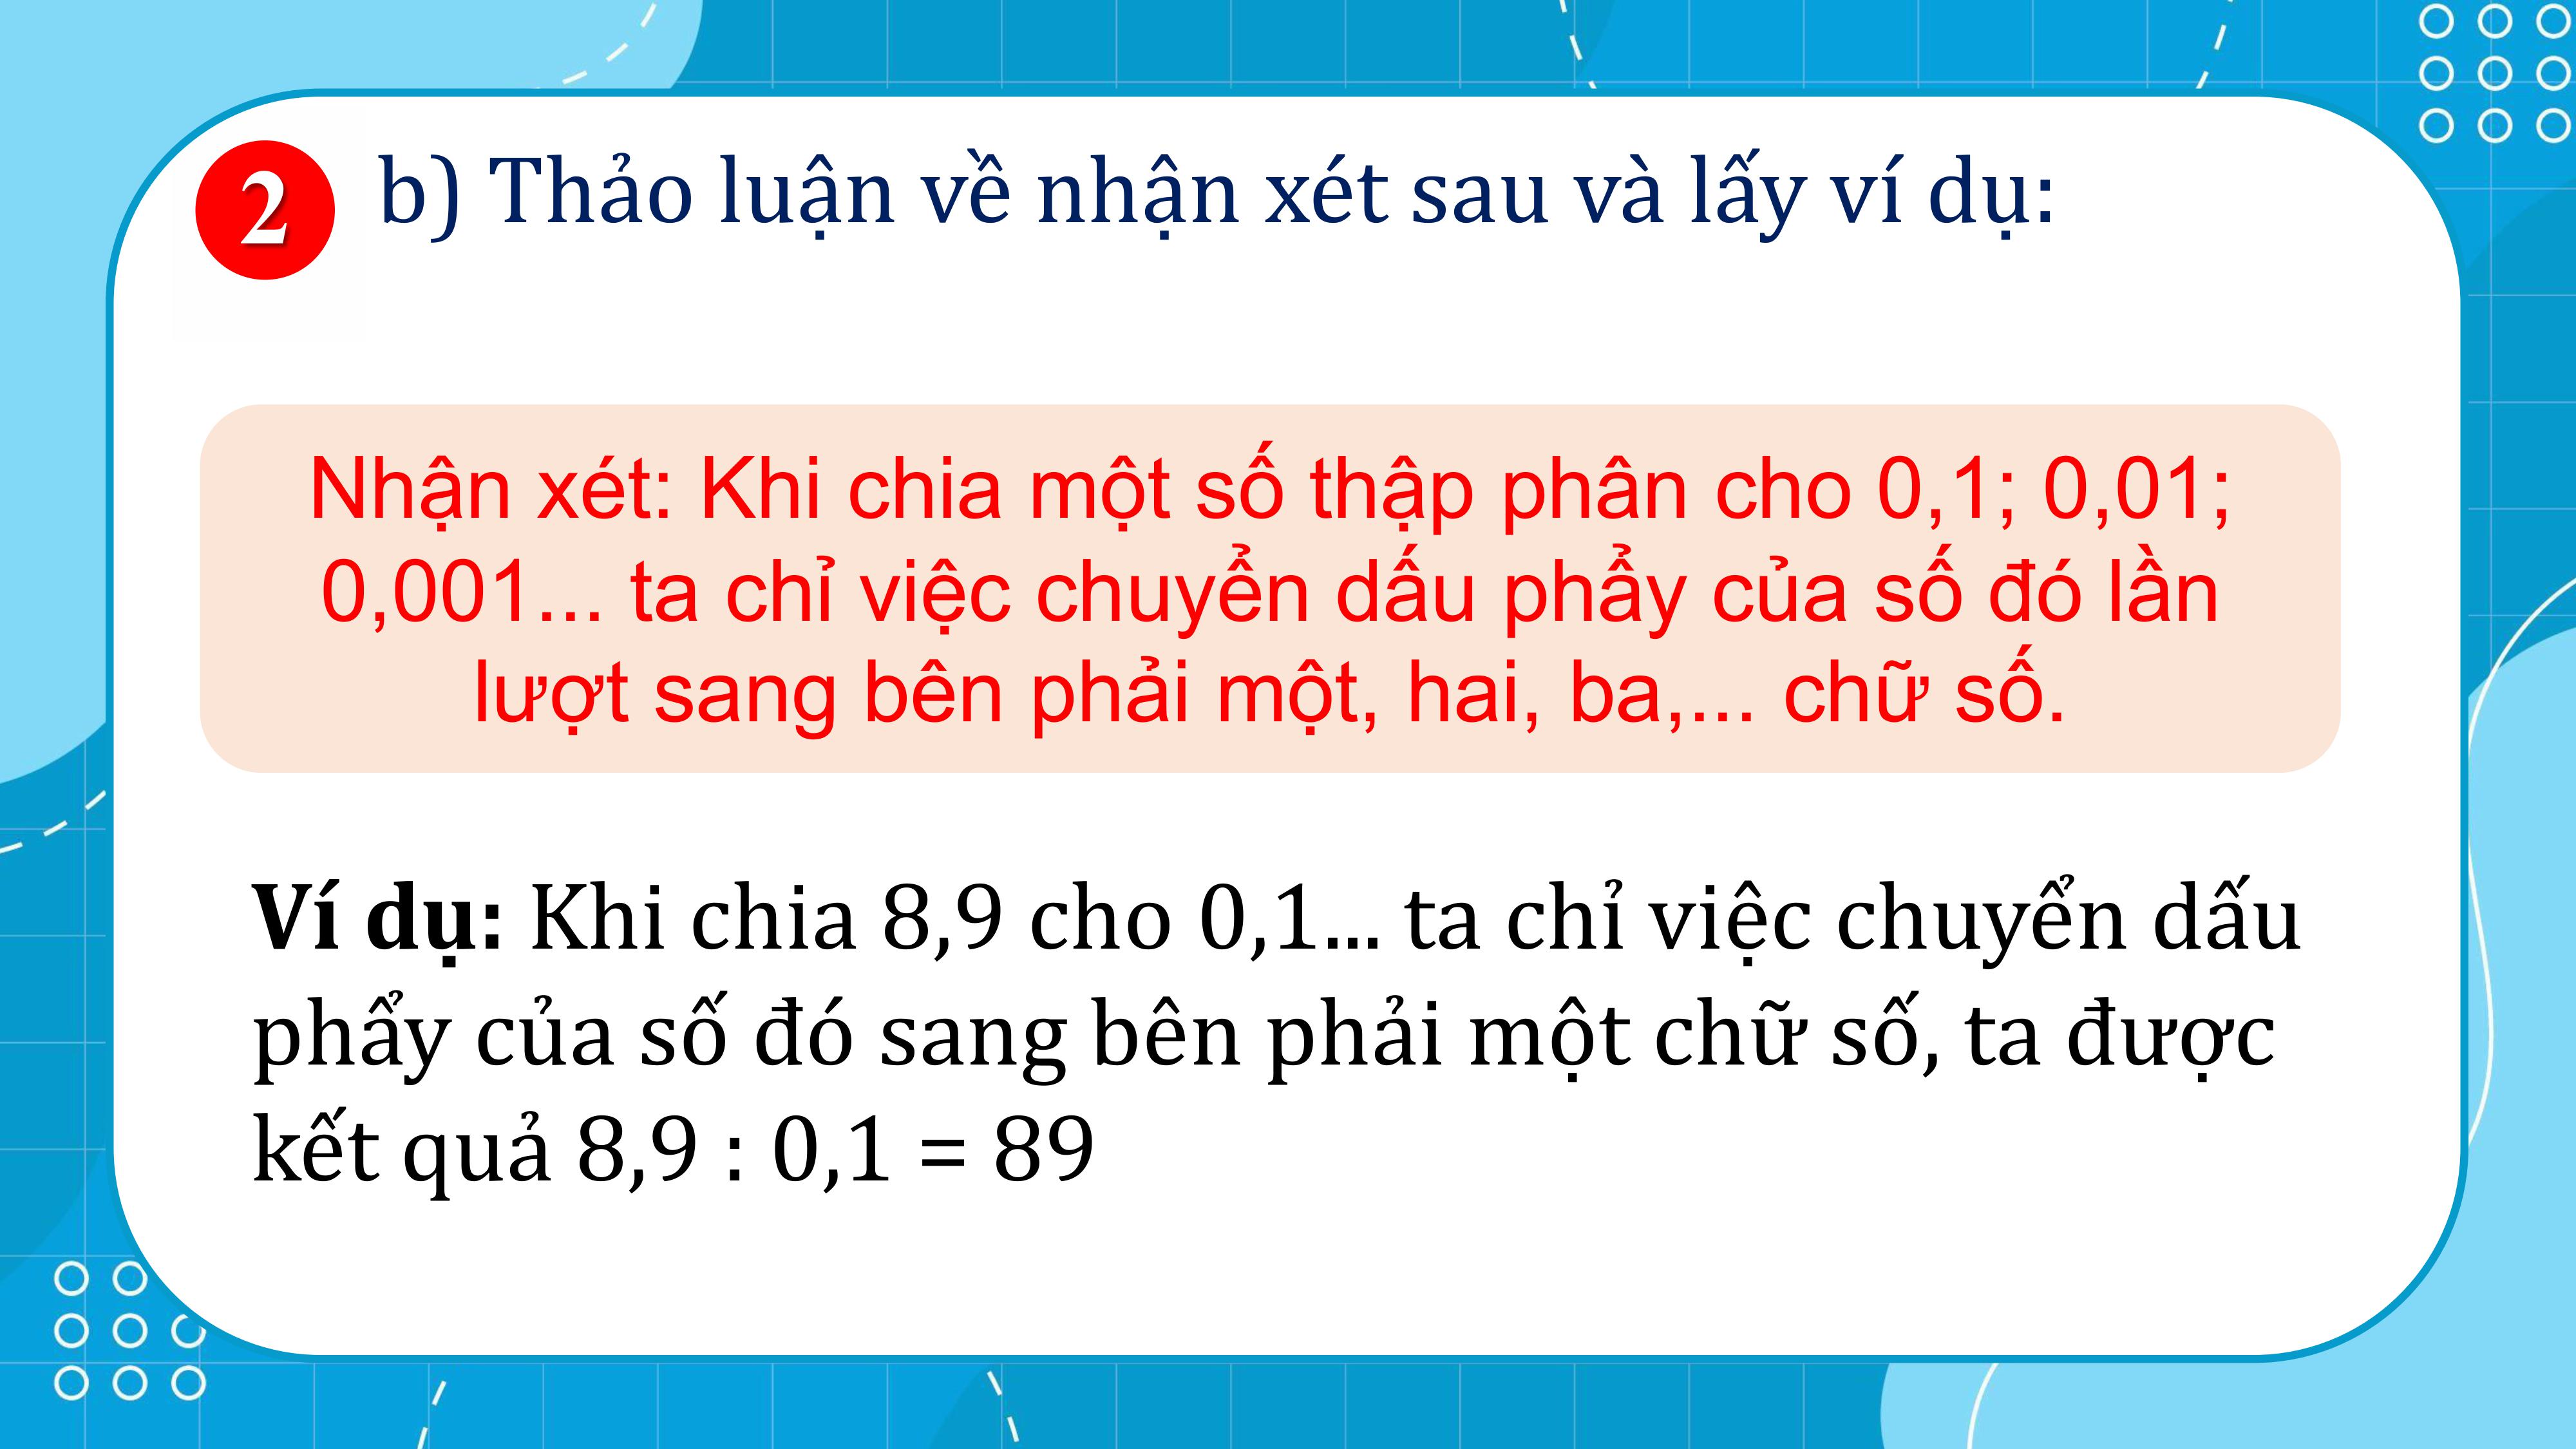 2 b) Thảo luận về nhận xét sau và lấy ví dụ:
Nhận xét: Khi chia một số thập phân cho 0,1; 0,01;
0,001... ta chỉ việc chuyển dấu phẩy của số đó lần
lượt sang bên phải một, hai, ba,... chữ số.
Ví dụ: Khi chia 8,9 cho 0,1... ta chỉ việc chuyển dấu
phẩy của số đó sang bên phải một chữ số, ta được
kết quả 8,9 : 0,1 = 89